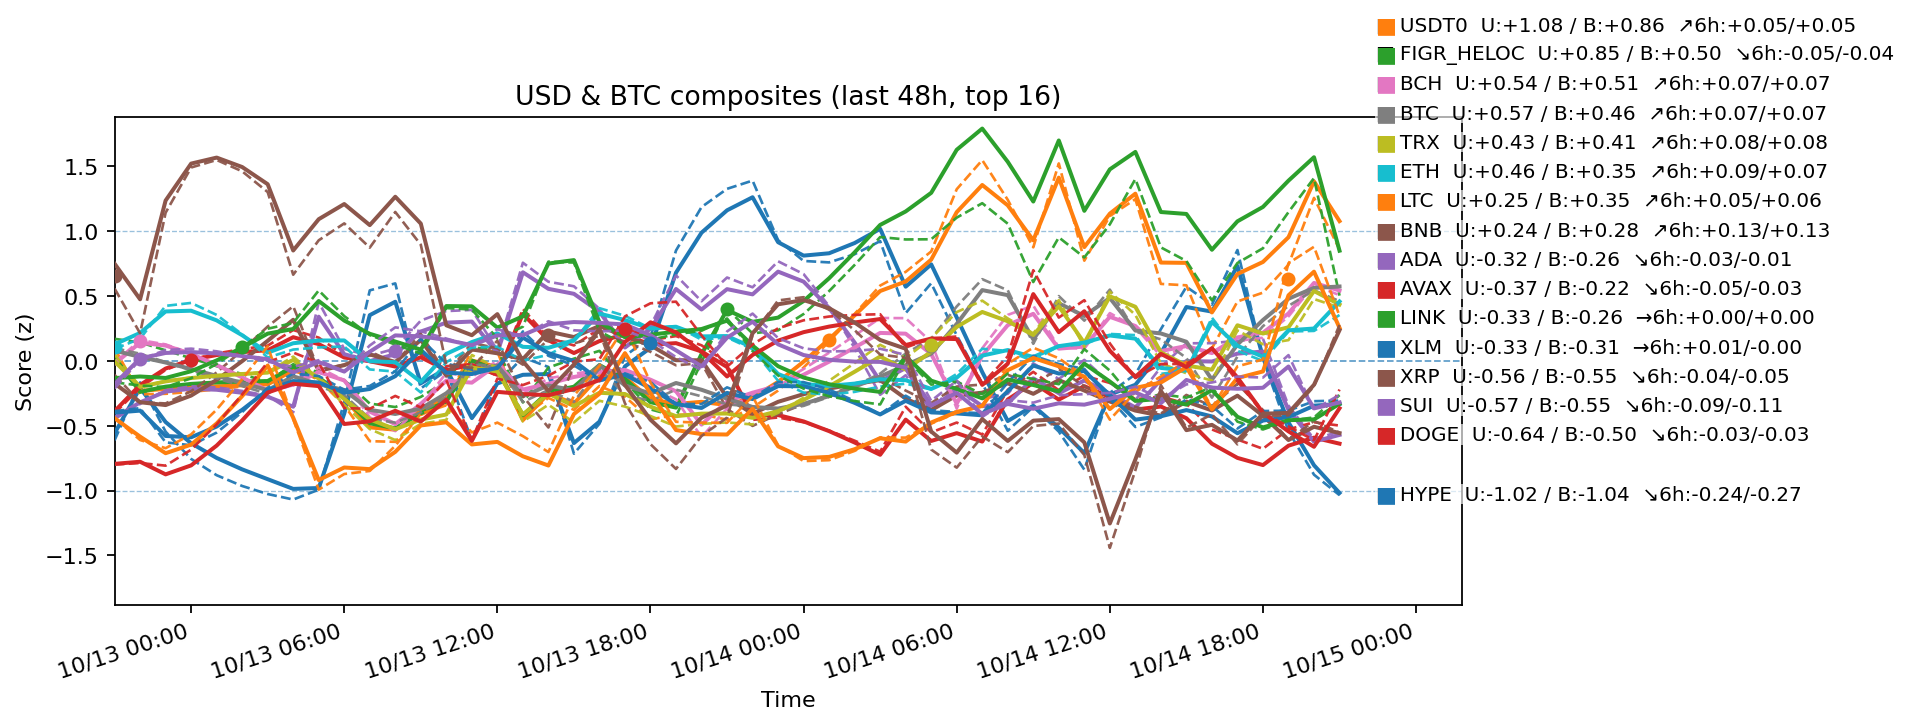 USDT0 U:+1.08 / B:+0.86 ↗6h:+0.05/+0.05
FIGR_HELOC U:+0.85 / B:+0.50 ↘6h:-0.05/-0.04
USD & BTC composites (last 48h, top 16)
BCH U:+0.54 / B:+0.51 ↗6h:+0.07/+0.07
BTC U:+0.57 / B:+0.46 ↗6h:+0.07/+0.07
TRX U:+0.43 / B:+0.41 ↗6h:+0.08/+0.08
ETH U:+0.46 / B:+0.35 ↗6h:+0.09/+0.07
LTC U:+0.25 / B:+0.35 ↗6h:+0.05/+0.06
BNB U:+0.24 / B:+0.28 ↗6h:+0.13/+0.13
ADA U:-0.32 / B:-0.26 ↘6h:-0.03/-0.01
AVAX U:-0.37 / B:-0.22 ↘6h:-0.05/-0.03
LINK U:-0.33 / B:-0.26 →6h:+0.00/+0.00
XLM U:-0.33 / B:-0.31 →6h:+0.01/-0.00
XRP U:-0.56 / B:-0.55 ↘6h:-0.04/-0.05
SUI U:-0.57 / B:-0.55 ↘6h:-0.09/-0.11
DOGE U:-0.64 / B:-0.50 ↘6h:-0.03/-0.03
HYPE U:-1.02 / B:-1.04 ↘6h:-0.24/-0.27
Score (z)
1.5
1.0
0.5
0.0
−0.5
−1.0
−1.5
10/13 00:00
10/13 06:00
10/13 12:00
10/13 18:00
10/14 00:00
10/14 06:00
10/14 12:00
10/14 18:00
10/15 00:00
Time